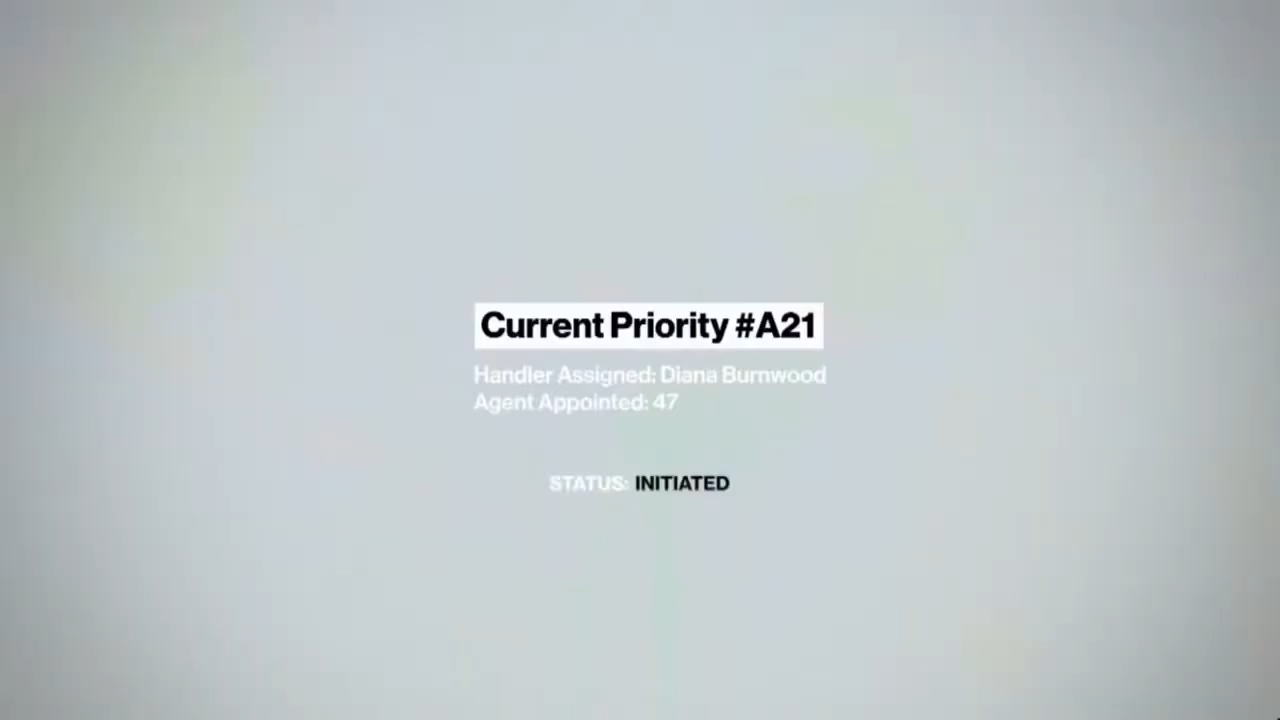 Current Priority #A21
Handler Assigned: Diana Burnwood
Agent Appointed: 47
STATUS: INITIATED